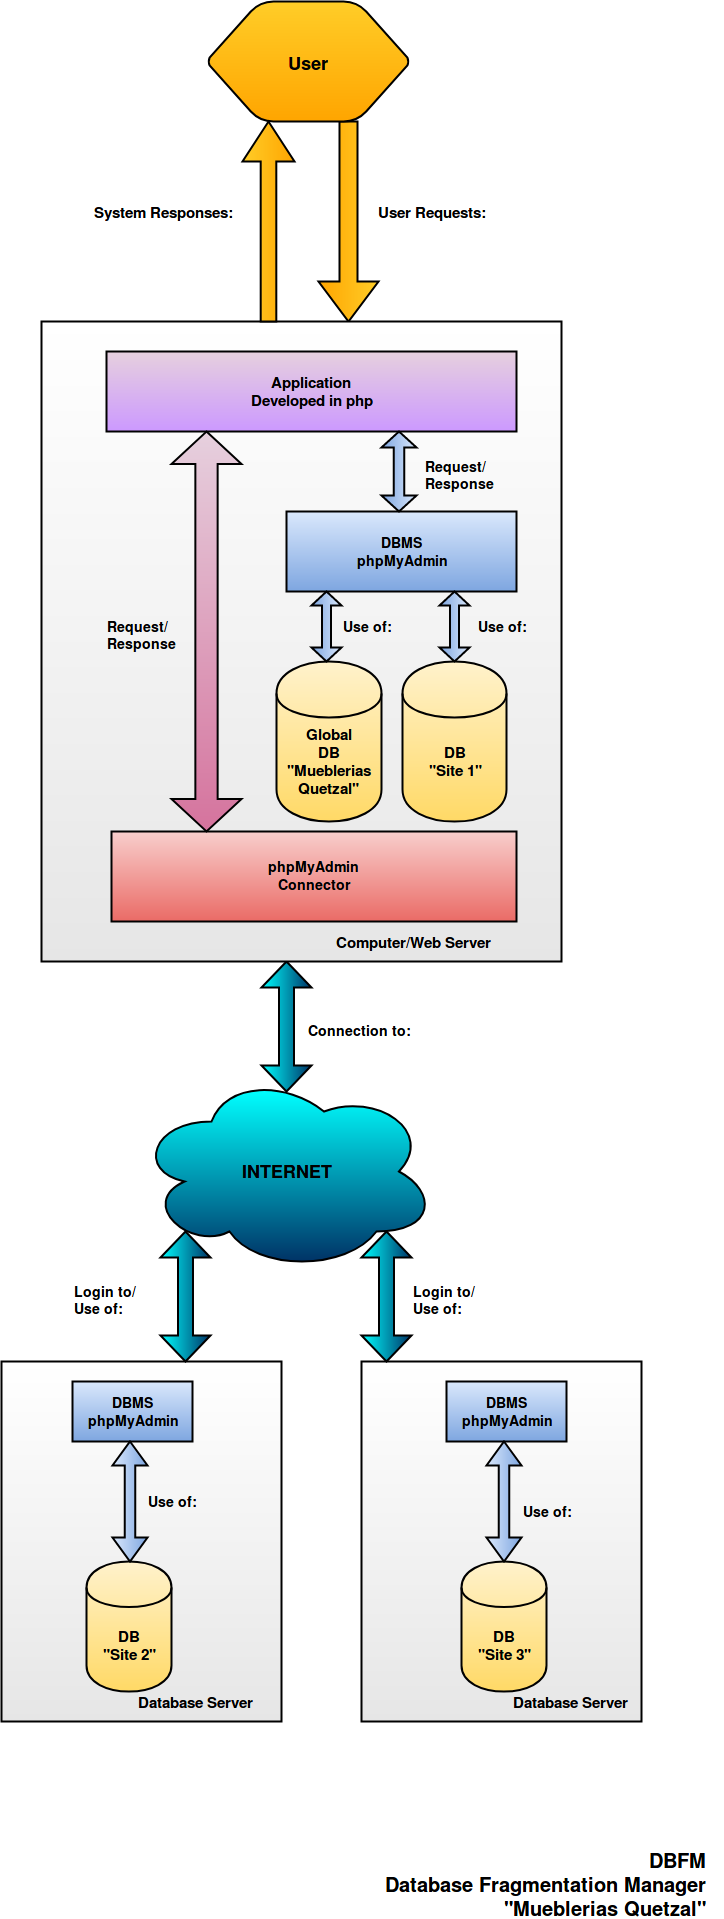 User
System Responses:
User Requests:
Application
Developed in php
Request/
Response
DBMS
phpMyAdmin
Request/
Response
Use of:
Use of:
Global
DB
"Mueblerias
Quetzal"
DB
"Site 1"
phpMyAdmin
Connector
Computer/Web Server
Connection to:
INTERNET
Login to/
Use of:
Login to/
Use of:
DBMS
phpMyAdmin
Use of:
DB
"Site 2"
Database Server
DBMS
phpMyAdmin
Use of:
DB
"Site 3"
Database Server
DBFM
Database Fragmentation Manager
"Mueblerias Quetzal"